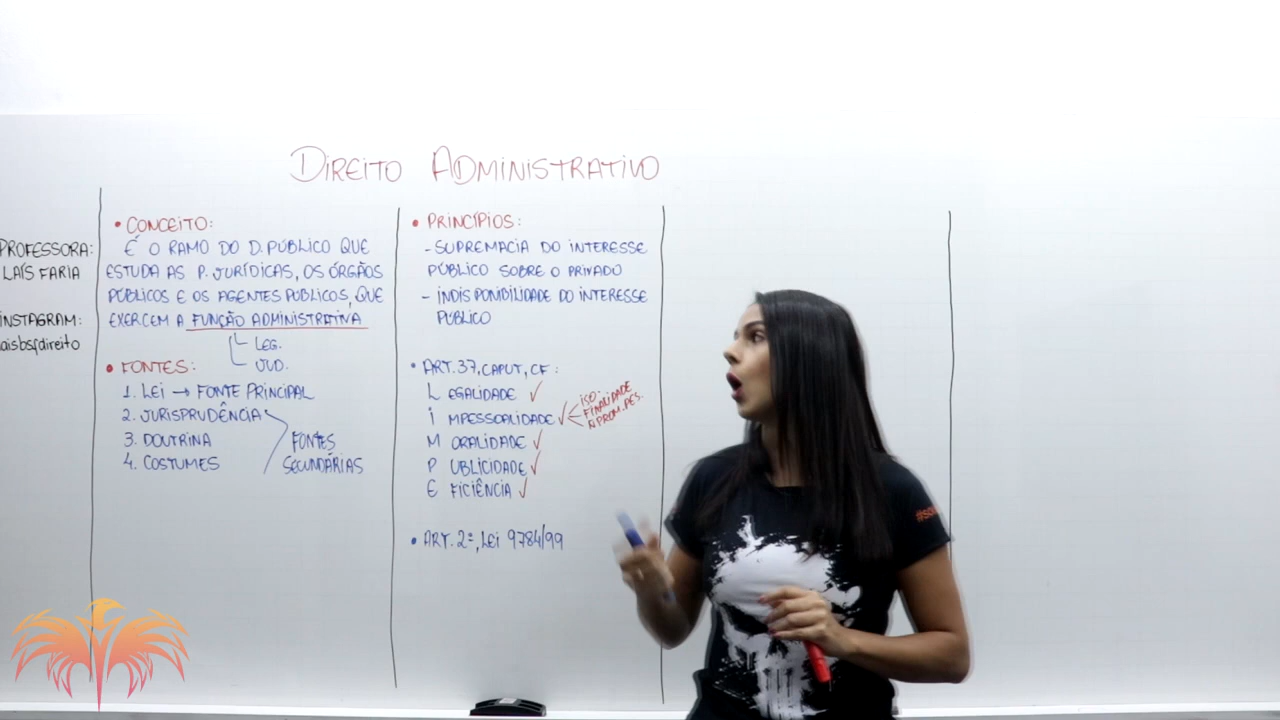 DIREITO ADMINISTRATIVO
PROFESSORA:
LAÍS FARIA
INSTAGRAM:
laisbsfdireito
• CONCEITO:
É O RAMO DO D. PÚBLICO QUE
ESTUDA AS P. JURÍDICAS, OS ÓRGÃOS
PÚBLICOS E OS AGENTES PÚBLICOS, QUE
EXERCEM A FUNÇÃO ADMINISTRATIVA
LEG.
JUD.
• FONTES:
1. LEI → FONTE PRINCIPAL
2. JURISPRUDÊNCIA
3. DOUTRINA
4. COSTUMES
FONTES
SECUNDÁRIAS
• PRINCÍPIOS:
- SUPREMACIA DO INTERESSE
PÚBLICO SOBRE O PRIVADO
- INDISPONIBILIDADE DO INTERESSE
PÚBLICO
• ART. 37, CAPUT, CF:
L EGALIDADE ✓
I MPESSOALIDADE ✓
ISO.
FINALIDADE
Ñ PROM. PES.
M ORALIDADE ✓
P UBLICIDADE ✓
E FICIÊNCIA ✓
• ART. 2º, LEI 9784/99